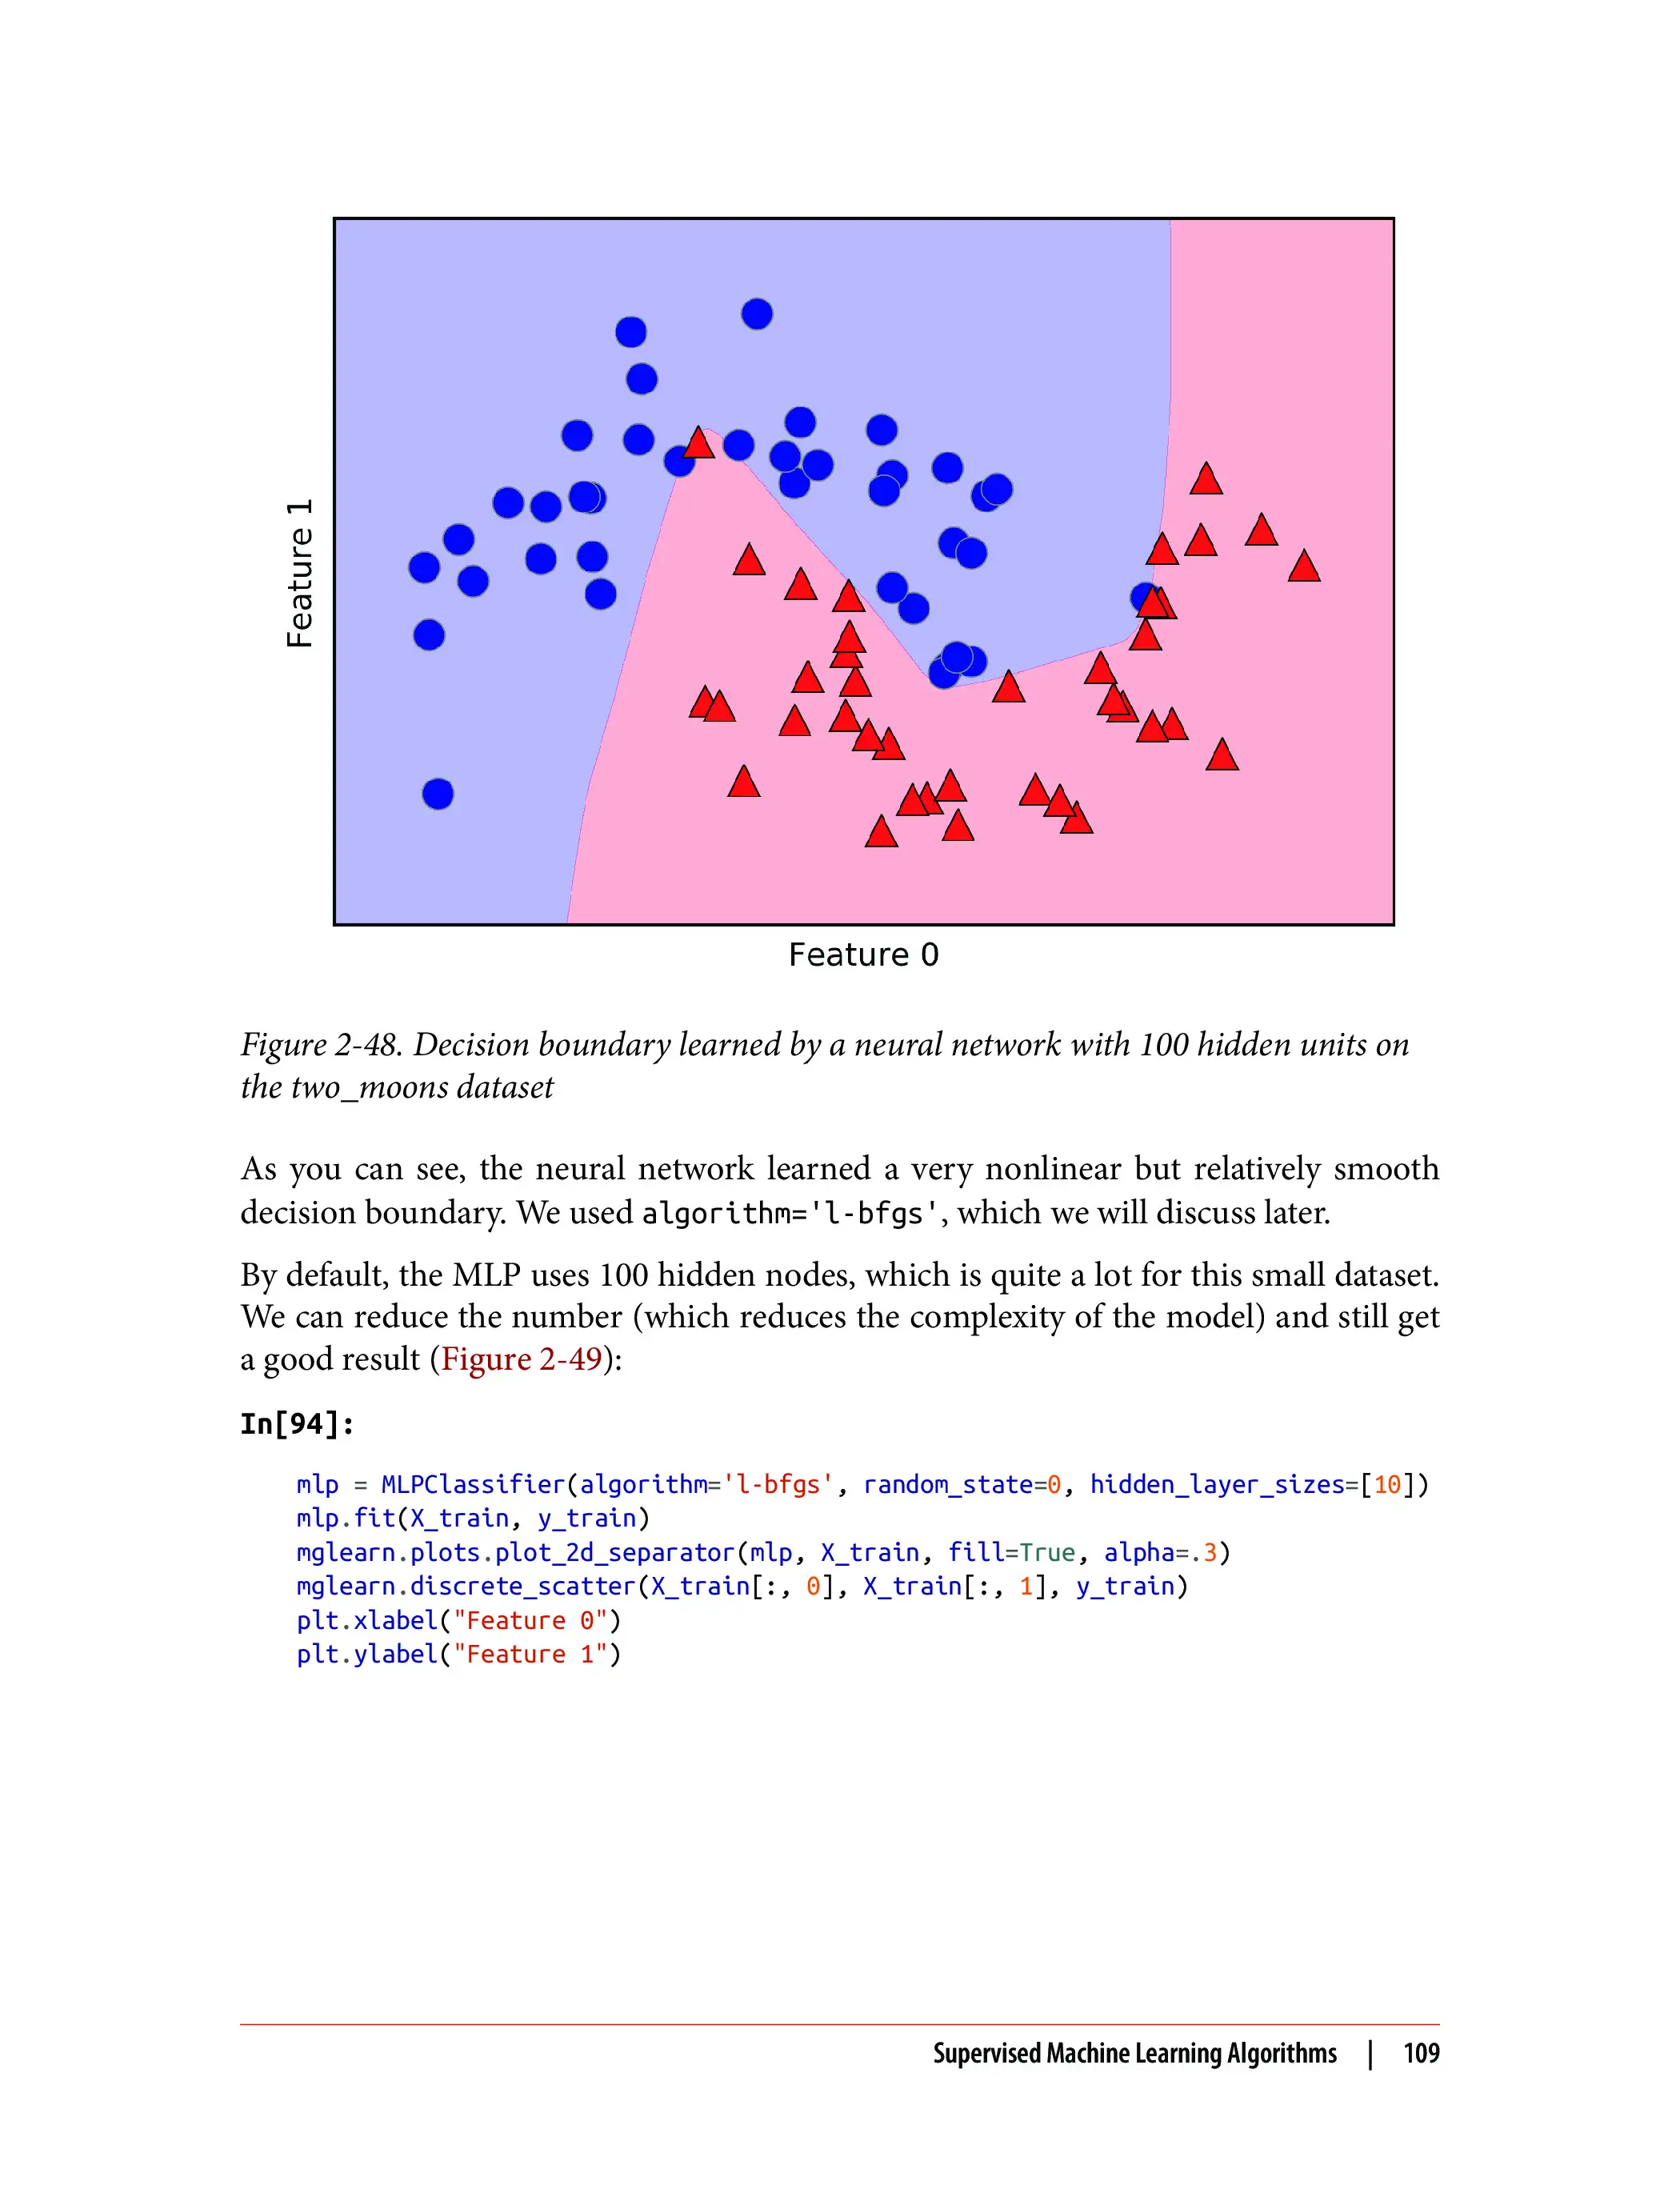 Feature 1
Feature 0
Figure 2-48. Decision boundary learned by a neural network with 100 hidden units on
the two_moons dataset
As you can see, the neural network learned a very nonlinear but relatively smooth
decision boundary. We used algorithm='l-bfgs', which we will discuss later.
By default, the MLP uses 100 hidden nodes, which is quite a lot for this small dataset.
We can reduce the number (which reduces the complexity of the model) and still get
a good result (Figure 2-49):
In[94]:
mlp = MLPClassifier(algorithm='l-bfgs', random_state=0, hidden_layer_sizes=[10])
mlp.fit(X_train, y_train)
mglearn.plots.plot_2d_separator(mlp, X_train, fill=True, alpha=.3)
mglearn.discrete_scatter(X_train[:, 0], X_train[:, 1], y_train)
plt.xlabel("Feature 0")
plt.ylabel("Feature 1")
Supervised Machine Learning Algorithms | 109